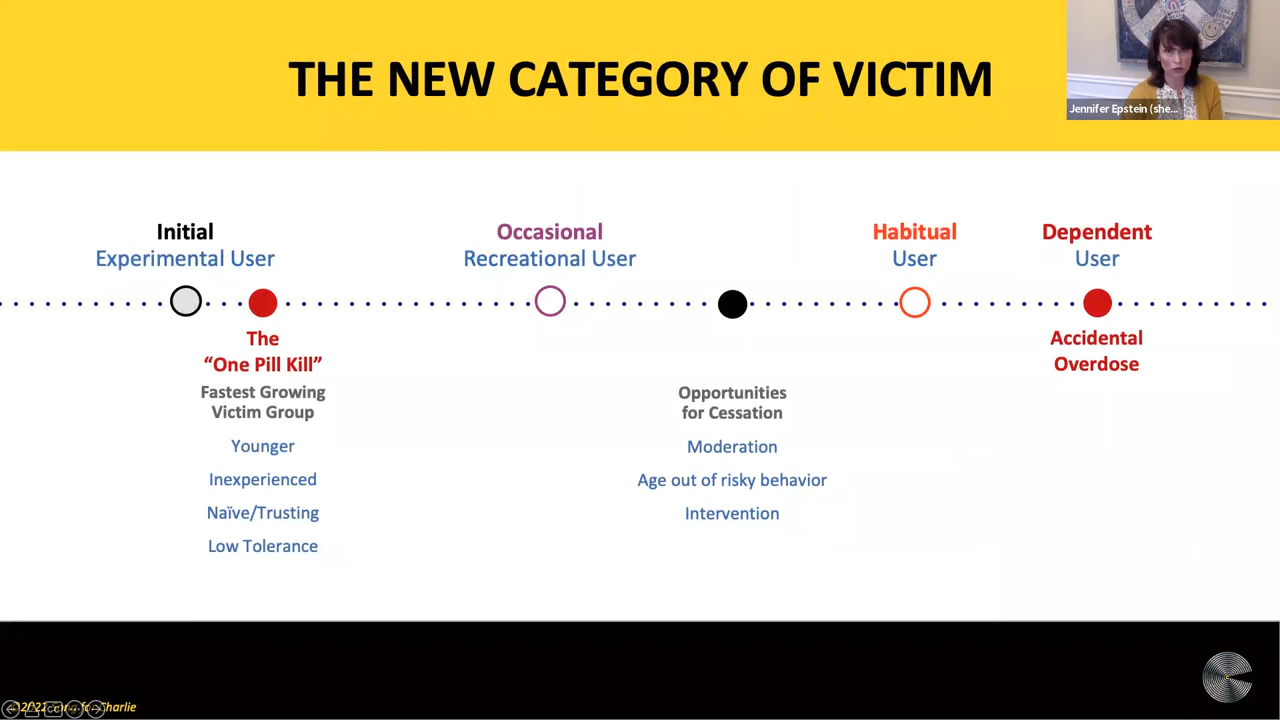 THE NEW CATEGORY OF VICTIM
Jennifer Epstein (she...
Initial
Experimental User
Occasional
Recreational User
Habitual
User
Dependent
User
The
“One Pill Kill”
Fastest Growing
Victim Group
Younger
Inexperienced
Naïve/Trusting
Low Tolerance
Opportunities
for Cessation
Moderation
Age out of risky behavior
Intervention
Accidental
Overdose
Charlie